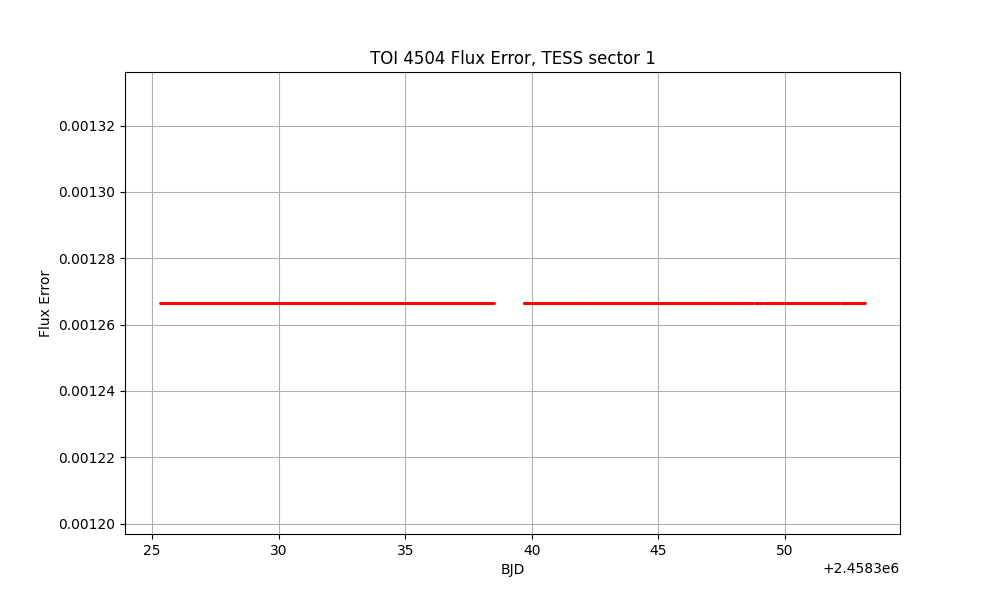 TOI 4504 Flux Error, TESS sector 1
0.00132
0.00130
0.00128
0.00126
0.00124
0.00122
0.00120
Flux Error
25 30 35 40 45 50
BJD
+2.4583e6